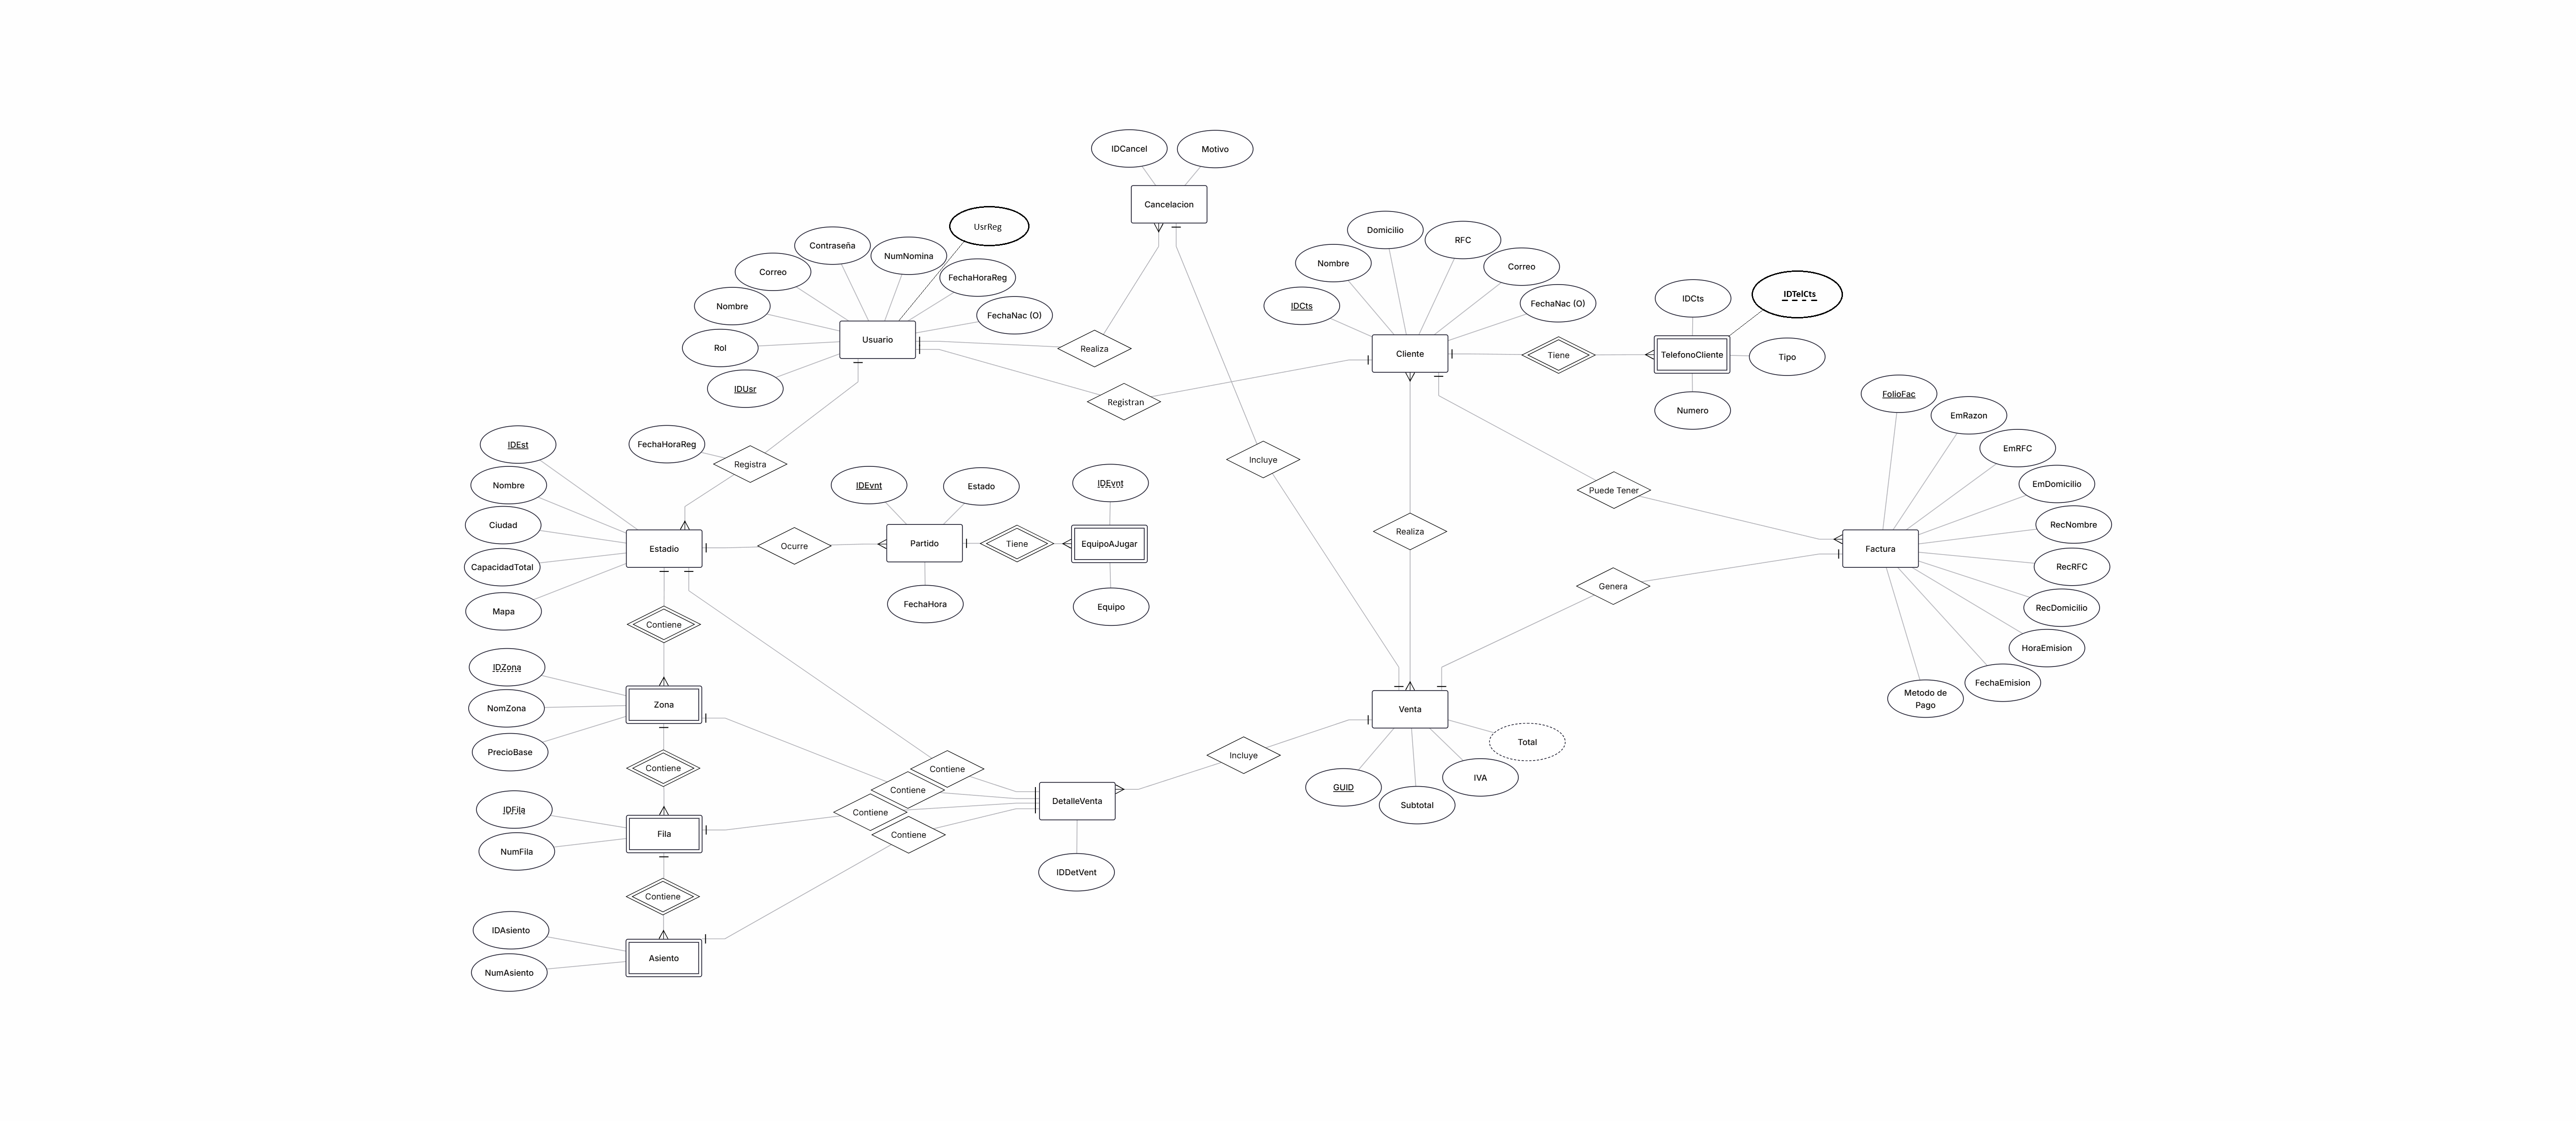 IDCancel
Motivo
Cancelacion
UsrReg
Contraseña
NumNomina
Correo
FechaHoraReg
Nombre
FechaNac (O)
Rol
Usuario
IDUsr
Realiza
Registran
Domicilio
RFC
Nombre
Correo
IDCts
FechaNac (O)
Cliente
Tiene
IDCts
IDTelCts
TelefonoCliente
Tipo
Numero
FolioFac
EmRazon
EmRFC
EmDomicilio
RecNombre
RecRFC
RecDomicilio
HoraEmision
FechaEmision
Metodo de
Pago
Factura
Puede Tener
Genera
Incluye
Realiza
IDEst
Nombre
Ciudad
CapacidadTotal
Mapa
Estadio
FechaHoraReg
Registra
Ocurre
IDEvnt
Estado
Partido
FechaHora
Tiene
IDEvnt
EquipoAJugar
Equipo
Contiene
IDZona
NomZona
PrecioBase
Zona
Contiene
IDFila
NumFila
Fila
Contiene
IDAsiento
NumAsiento
Asiento
Contiene
Contiene
Contiene
Contiene
DetalleVenta
IDDetVent
Incluye
Venta
Total
IVA
GUID
Subtotal